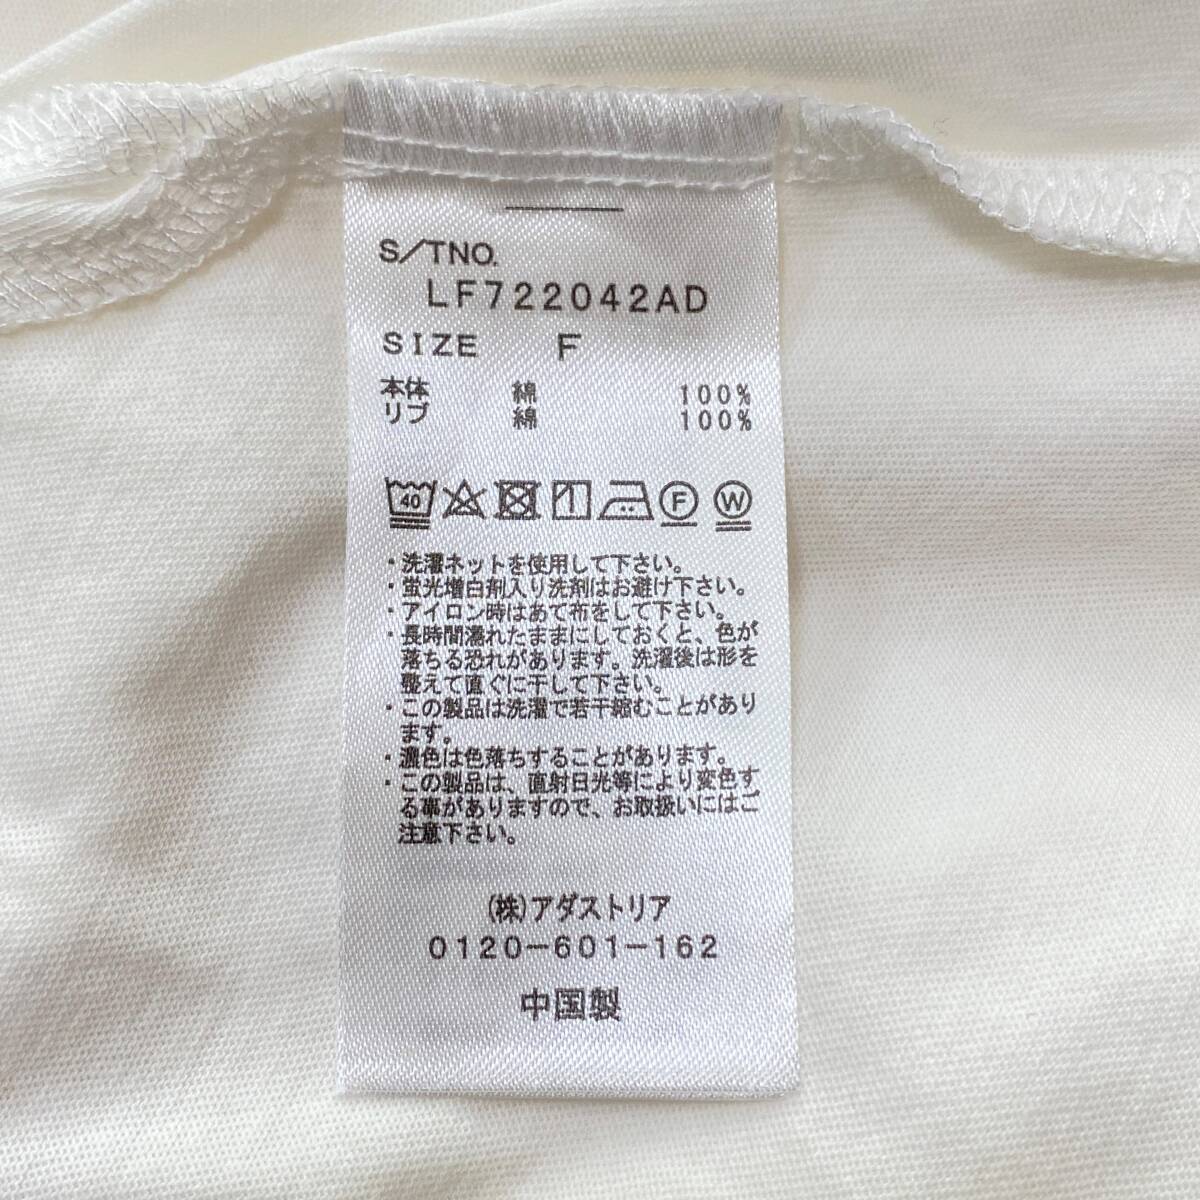 S/TNO.
LF722042AD
SIZE F
本体 綿 100%
リブ 綿 100%
40 F W
・洗濯ネットを使用して下さい。
・蛍光増白剤入り洗剤はお避け下さい。
・アイロン時はあて布をして下さい。
・長時間濡れたままにしておくと、色が
落ちる恐れがあります。洗濯後は形を
整えて直ぐに干して下さい。
・この製品は洗濯で若干縮むことがあり
ます。
・濃色は色落ちすることがあります。
・この製品は、直射日光等により変色す
る事がありますので、お取扱いにはご
注意下さい。
(株)アダストリア
0120-601-162
中国製